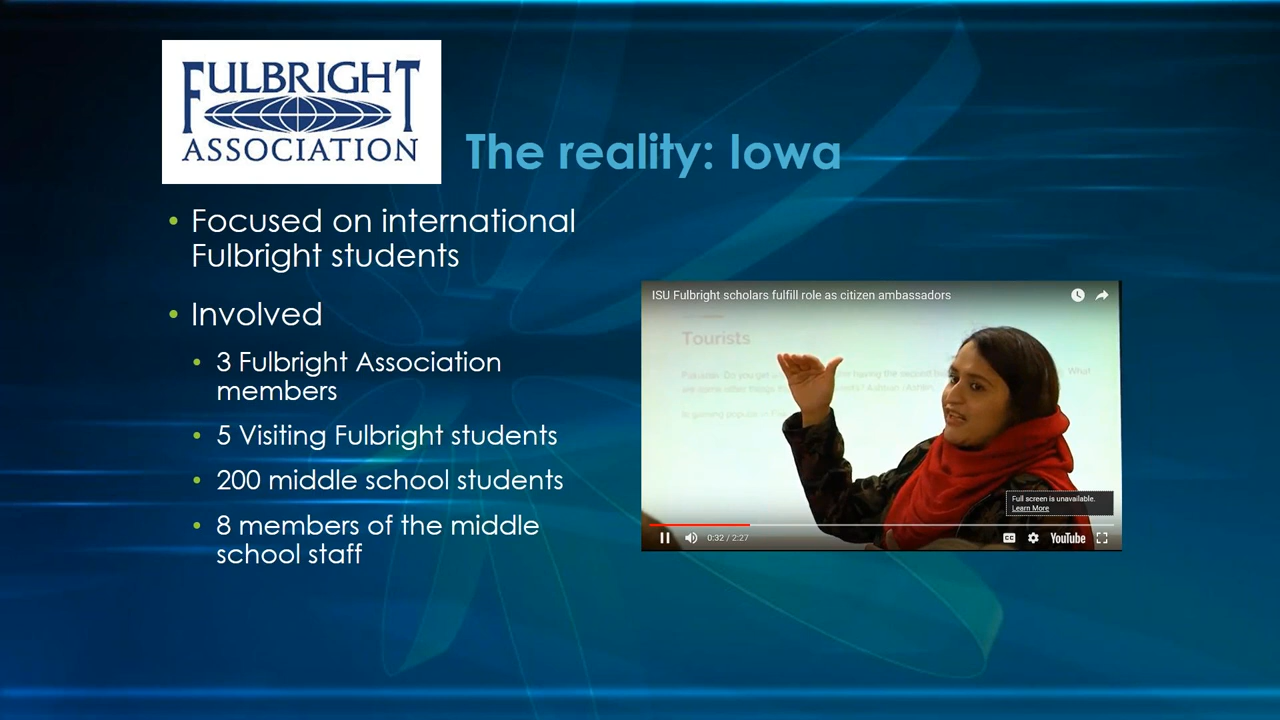 FULBRIGHT
ASSOCIATION
The reality: Iowa
• Focused on international
Fulbright students
• Involved
• 3 Fulbright Association
members
• 5 Visiting Fulbright students
• 200 middle school students
• 8 members of the middle
school staff
ISU Fulbright scholars fulfill role as citizen ambassadors
Tourists
What
Full screen is unavailable.
Learn More
0:32 / 2:27
CC
YouTube